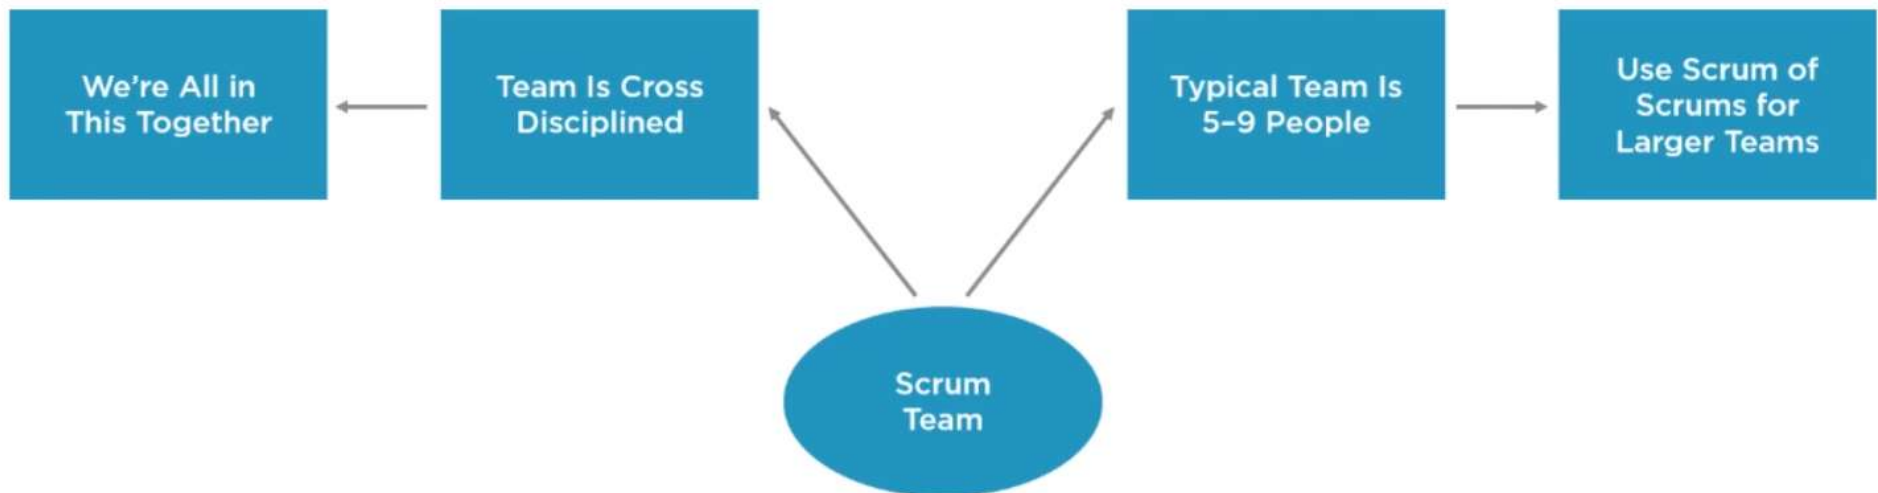 We're All in
This Together
Team Is Cross
Disciplined
Typical Team Is
5–9 People
Use Scrum of
Scrums for
Larger Teams
Scrum
Team